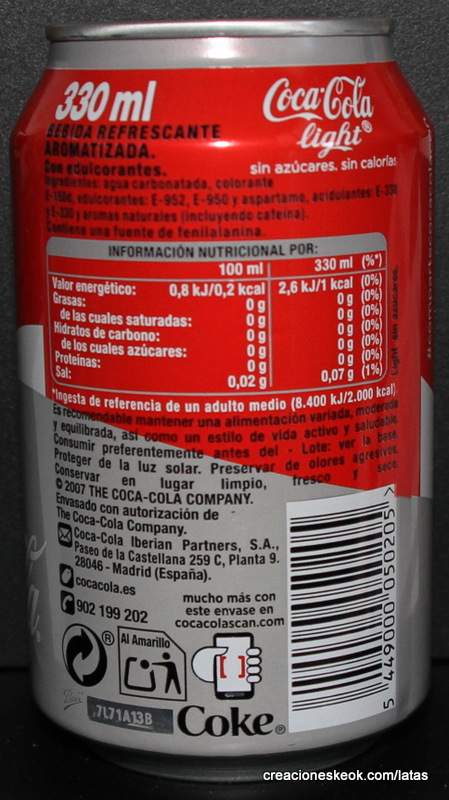 330 ml
Coca-Cola
light®
BEBIDA REFRESCANTE
AROMATIZADA.
Con edulcorantes.
sin azúcares. sin calorías
Ingredientes: agua carbonatada, colorante
E-150d, edulcorantes: E-952, E-950 y aspartamo, acidulantes: E-338
y E-330 y aromas naturales (incluyendo cafeína).
Contiene una fuente de fenilalanina.
INFORMACIÓN NUTRICIONAL POR:
100 ml 330 ml (%*)
Valor energético: 0,8 kJ/0,2 kcal 2,6 kJ/1 kcal (0%)
Grasas: 0 g 0 g (0%)
de las cuales saturadas: 0 g 0 g (0%)
Hidratos de carbono: 0 g 0 g (0%)
de los cuales azúcares: 0 g 0 g (0%)
Proteínas: 0 g 0 g (0%)
Sal: 0,02 g 0,07 g (1%)
*Ingesta de referencia de un adulto medio (8.400 kJ/2.000 kcal)
Es recomendable mantener una alimentación variada, moderada
y equilibrada, así como un estilo de vida activo y saludable.
Consumir preferentemente antes del - Lote: ver la base.
Proteger de la luz solar. Preservar de olores agresivos.
Conservar en lugar limpio, fresco y seco.
© 2007 THE COCA-COLA COMPANY.
Envasado con autorización de
The Coca-Cola Company.
Coca-Cola Iberian Partners, S.A.,
Paseo de la Castellana 259 C, Planta 9.
28046 - Madrid (España).
cocacola.es
902 199 202
mucho más con
este envase en
cocacolascan.com
®
Al Amarillo
7L71A13B
Coke®
5 449000 050205 >
Light sin azúcares.
creacioneskeok.com/latas